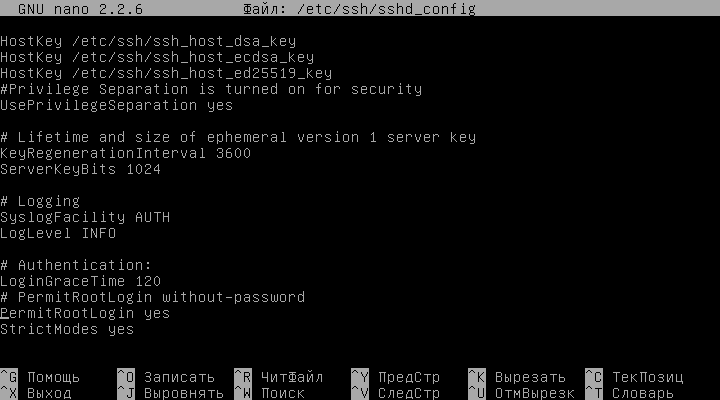 GNU nano 2.2.6 Файл: /etc/ssh/sshd_config
HostKey /etc/ssh/ssh_host_dsa_key
HostKey /etc/ssh/ssh_host_ecdsa_key
HostKey /etc/ssh/ssh_host_ed25519_key
#Privilege Separation is turned on for security
UsePrivilegeSeparation yes
# Lifetime and size of ephemeral version 1 server key
KeyRegenerationInterval 3600
ServerKeyBits 1024
# Logging
SyslogFacility AUTH
LogLevel INFO
# Authentication:
LoginGraceTime 120
# PermitRootLogin without-password
PermitRootLogin yes
StrictModes yes
^G Помощь ^O Записать ^R ЧитФайл ^Y ПредСтр ^K Вырезать ^C ТекПозиц
^X Выход ^J Выровнять ^W Поиск ^V СледСтр ^U ОтмВырезк ^T Словарь